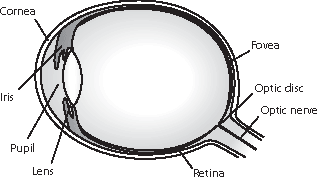 Cornea
Fovea
Optic disc
Iris
Optic nerve
Pupil
Lens
Retina